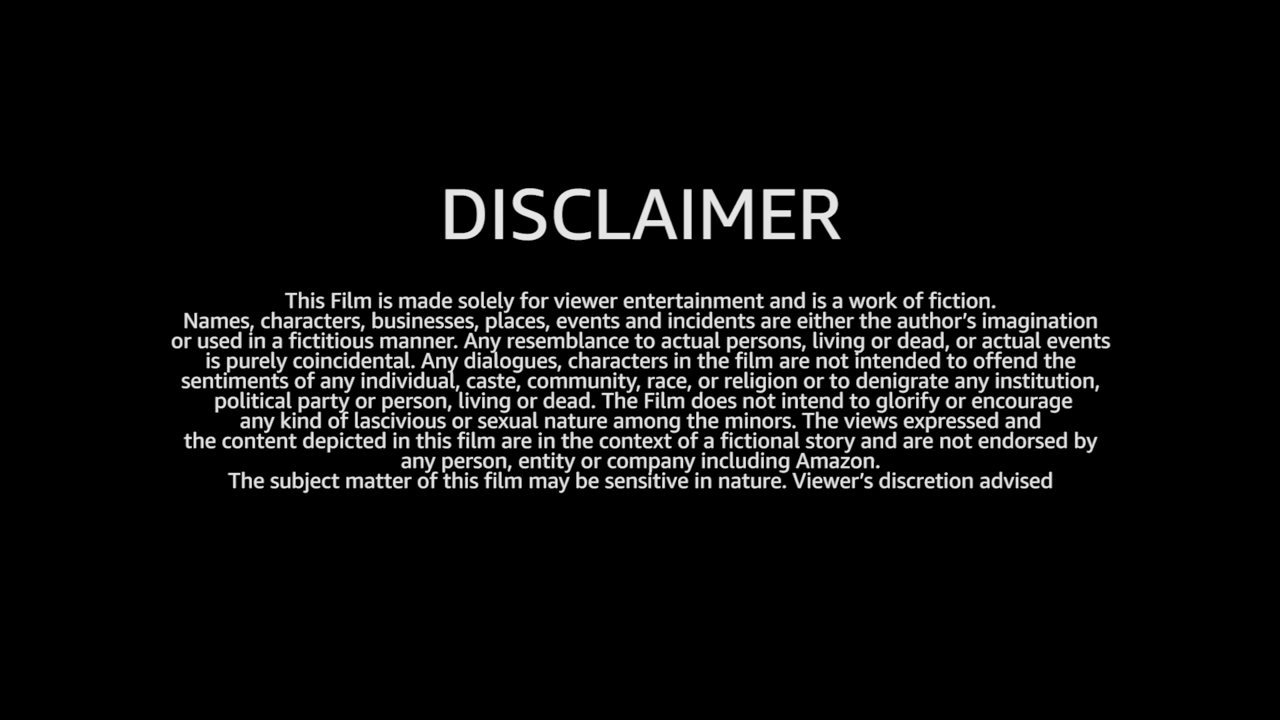 DISCLAIMER
This Film is made solely for viewer entertainment and is a work of fiction.
Names, characters, businesses, places, events and incidents are either the author’s imagination
or used in a fictitious manner. Any resemblance to actual persons, living or dead, or actual events
is purely coincidental. Any dialogues, characters in the film are not intended to offend the
sentiments of any individual, caste, community, race, or religion or to denigrate any institution,
political party or person, living or dead. The Film does not intend to glorify or encourage
any kind of lascivious or sexual nature among the minors. The views expressed and
the content depicted in this film are in the context of a fictional story and are not endorsed by
any person, entity or company including Amazon.
The subject matter of this film may be sensitive in nature. Viewer’s discretion advised